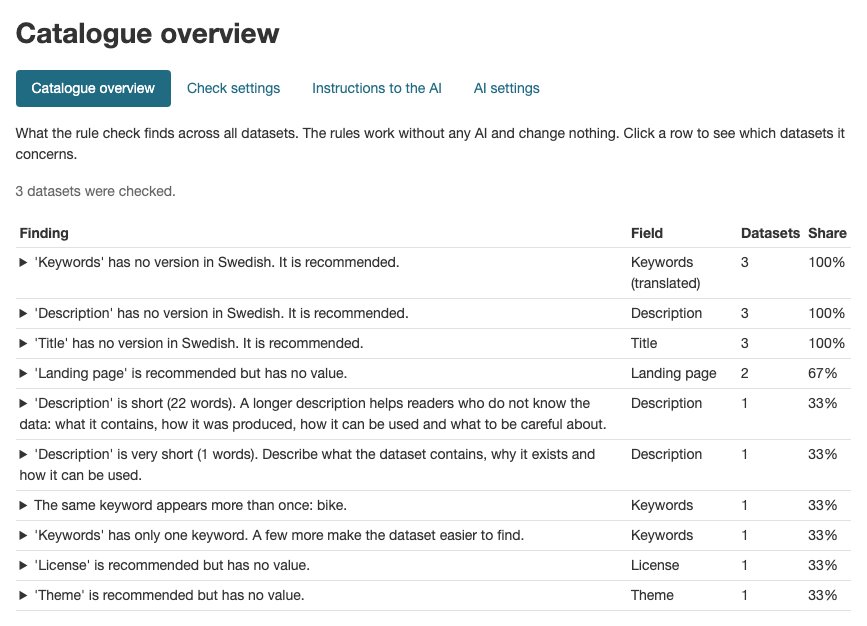 Catalogue overview
Catalogue overview Check settings Instructions to the AI AI settings
What the rule check finds across all datasets. The rules work without any AI and change nothing. Click a row to see which datasets it
concerns.
3 datasets were checked.
Finding Field Datasets Share
▶ 'Keywords' has no version in Swedish. It is recommended. Keywords 3 100%
(translated)
▶ 'Description' has no version in Swedish. It is recommended. Description 3 100%
▶ 'Title' has no version in Swedish. It is recommended. Title 3 100%
▶ 'Landing page' is recommended but has no value. Landing page 2 67%
▶ 'Description' is short (22 words). A longer description helps readers who do not know the Description 1 33%
data: what it contains, how it was produced, how it can be used and what to be careful about.
▶ 'Description' is very short (1 words). Describe what the dataset contains, why it exists and Description 1 33%
how it can be used.
▶ The same keyword appears more than once: bike. Keywords 1 33%
▶ 'Keywords' has only one keyword. A few more make the dataset easier to find. Keywords 1 33%
▶ 'License' is recommended but has no value. License 1 33%
▶ 'Theme' is recommended but has no value. Theme 1 33%